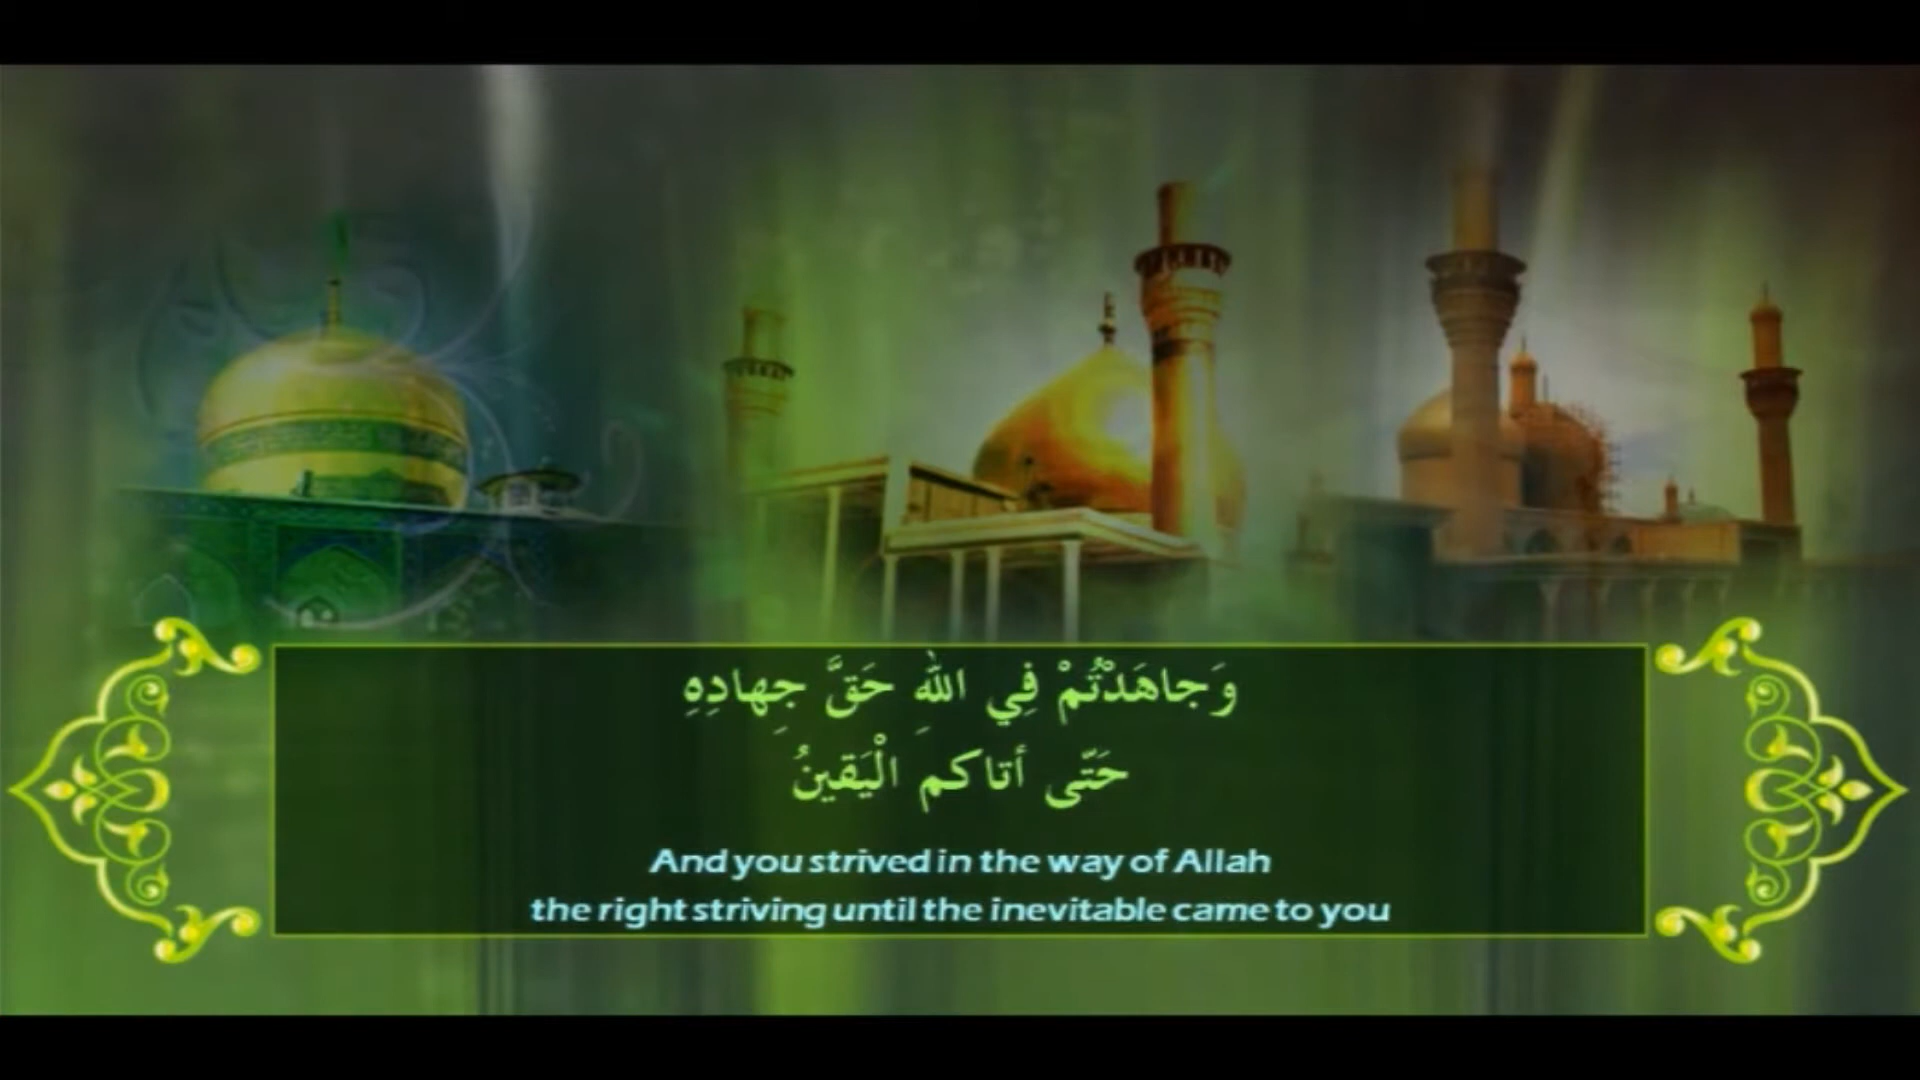 وَجاهَدْتُمْ فِي اللهِ حَقَّ جِهادِهِ
حَتّى أتاكم الْيَقينُ
And you strived in the way of Allah
the right striving until the inevitable came to you